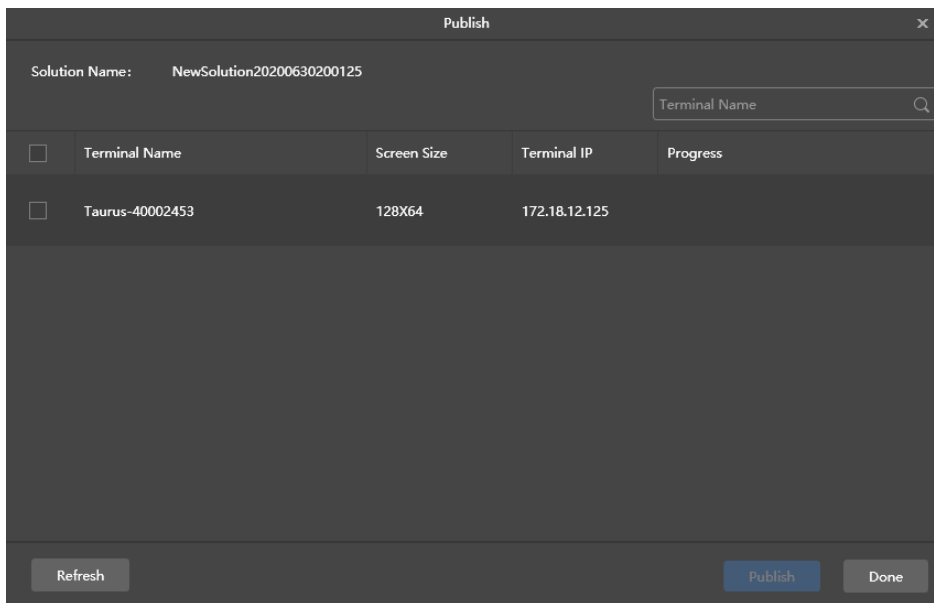 Publish
Solution Name: NewSolution20200630200125
Terminal Name
Terminal Name Screen Size Terminal IP Progress
Taurus-40002453 128X64 172.18.12.125
Refresh Publish Done